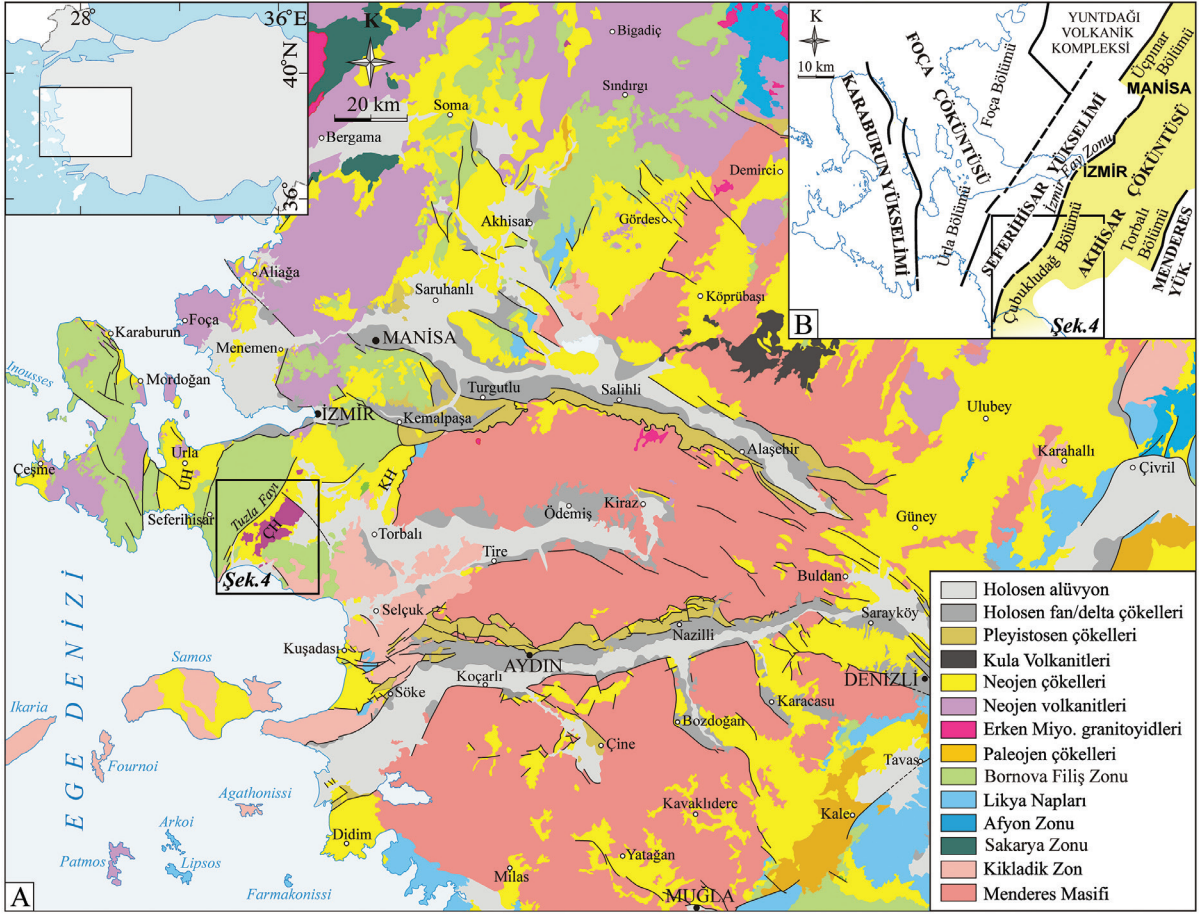 28°
36°E
40°N
36°
K
20 km
Bigadiç
Sındırgı
Soma
Bergama
Demirci
Akhisar
Gördes
Aliağa
Saruhanlı
Köprübaşı
Foça
Karaburun
MANİSA
Menemen
Inousses
Mordoğan
Turgutlu
Salihli
İZMİR
Kemalpaşa
Ulubey
Urla
Alaşehir
Karahallı
Çeşme
UH
KH
Çivril
Tuzla Fayı
Kiraz
Seferihisar
ÇH
Ödemiş
Güney
Torbalı
Tire
Şek.4
Buldan
Selçuk
Sarayköy
Nazilli
Kuşadası
AYDIN
Samos
Koçarlı
DENİZLİ
Söke
Karacasu
Ikaria
Bozdoğan
Çine
Fournoi
Tavas
EGE DENİZİ
Agathonissi
Kavaklıdere
Kale
Arkoi
Didim
Patmos
Lipsos
Yatağan
Farmakonissi
Milas
MUĞLA
A
K
10 km
YUNTDAĞI
VOLKANİK
KOMPLEKSİ
Üçpınar
Bölümü
MANİSA
FOÇA ÇÖKÜNTÜSÜ
Foça Bölümü
KARABURUN YÜKSELİMİ
SEFERİHİSAR YÜKSELİMİ
İzmir Fay Zonu
İZMİR
AKHİSAR ÇÖKÜNTÜSÜ
Urla Bölümü
Çubukludağ Bölümü
Torbalı
Bölümü
MENDERES
YÜK.
Şek.4
B
Holosen alüvyon
Holosen fan/delta çökelleri
Pleyistosen çökelleri
Kula Volkanitleri
Neojen çökelleri
Neojen volkanitleri
Erken Miyo. granitoyidleri
Paleojen çökelleri
Bornova Filiş Zonu
Likya Napları
Afyon Zonu
Sakarya Zonu
Kikladik Zon
Menderes Masifi